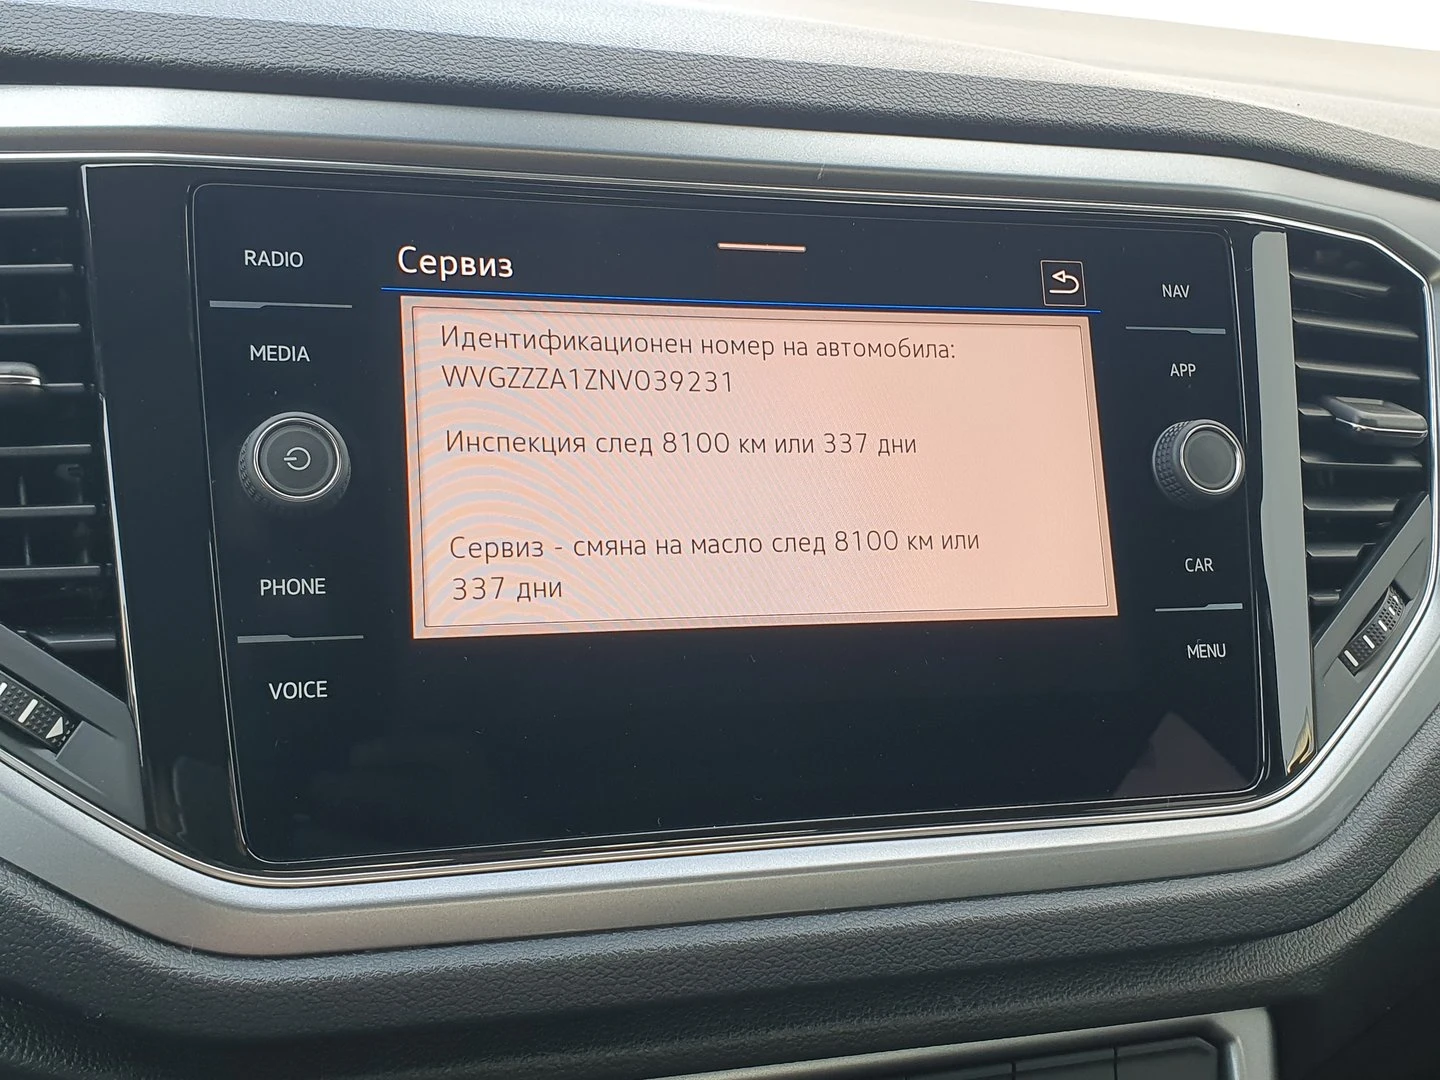 RADIO
MEDIA
PHONE
VOICE
Сервиз
Идентификационен номер на автомобила:
WVGZZZA1ZNV039231
Инспекция след 8100 км или 337 дни
Сервиз - смяна на масло след 8100 км или
337 дни
NAV
APP
CAR
MENU